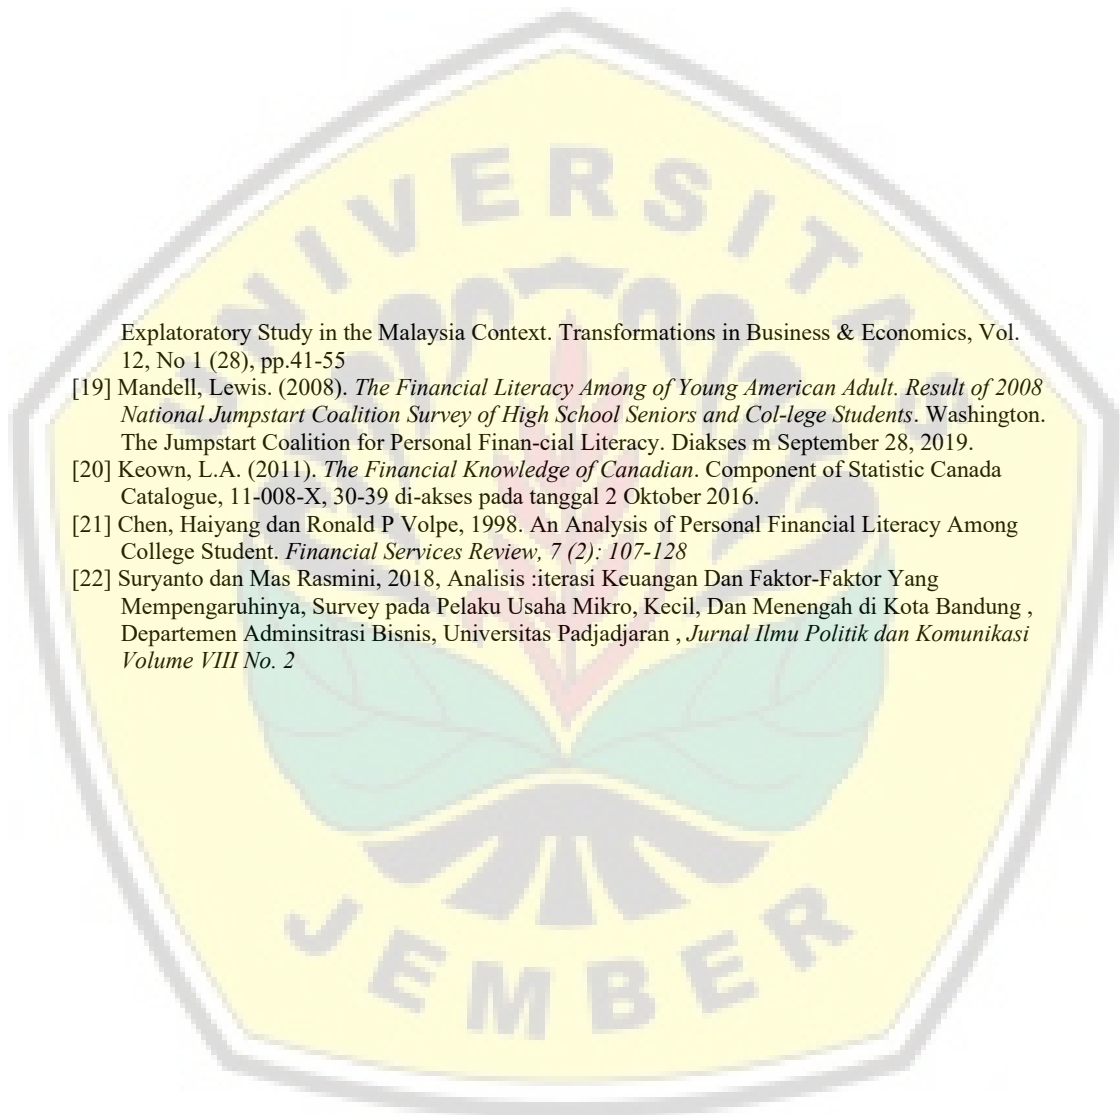 UNIVERSITAS
Explatoratory Study in the Malaysia Context. Transformations in Business & Economics, Vol.
12, No 1 (28), pp.41-55
[19] Mandell, Lewis. (2008). The Financial Literacy Among of Young American Adult. Result of 2008
National Jumpstart Coalition Survey of High School Seniors and Col-lege Students. Washington.
The Jumpstart Coalition for Personal Finan-cial Literacy. Diakses m September 28, 2019.
[20] Keown, L.A. (2011). The Financial Knowledge of Canadian. Component of Statistic Canada
Catalogue, 11-008-X, 30-39 di-akses pada tanggal 2 Oktober 2016.
[21] Chen, Haiyang dan Ronald P Volpe, 1998. An Analysis of Personal Financial Literacy Among
College Student. Financial Services Review, 7 (2): 107-128
[22] Suryanto dan Mas Rasmini, 2018, Analisis :iterasi Keuangan Dan Faktor-Faktor Yang
Mempengaruhinya, Survey pada Pelaku Usaha Mikro, Kecil, Dan Menengah di Kota Bandung ,
Departemen Adminsitrasi Bisnis, Universitas Padjadjaran , Jurnal Ilmu Politik dan Komunikasi
Volume VIII No. 2
JEMBER